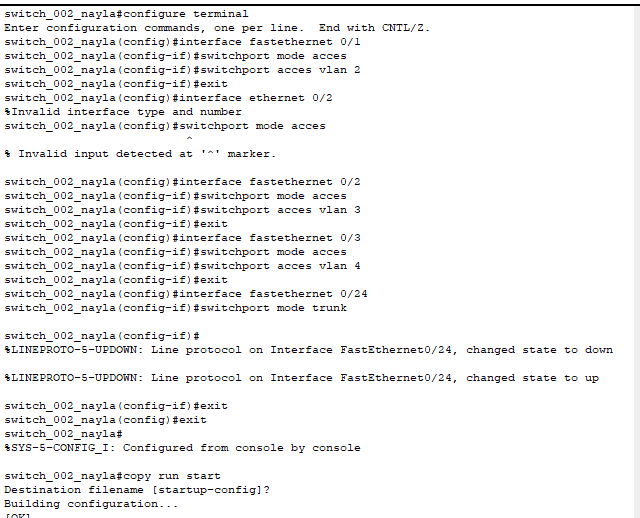 switch_002_nayla#configure terminal
Enter configuration commands, one per line.  End with CNTL/Z.
switch_002_nayla(config)#interface fastethernet 0/1
switch_002_nayla(config-if)#switchport mode acces
switch_002_nayla(config-if)#switchport acces vlan 2
switch_002_nayla(config-if)#exit
switch_002_nayla(config)#interface ethernet 0/2
%Invalid interface type and number
switch_002_nayla(config)#switchport mode acces
^
% Invalid input detected at '^' marker.
switch_002_nayla(config)#interface fastethernet 0/2
switch_002_nayla(config-if)#switchport mode acces
switch_002_nayla(config-if)#switchport acces vlan 3
switch_002_nayla(config-if)#exit
switch_002_nayla(config)#interface fastethernet 0/3
switch_002_nayla(config-if)#switchport mode acces
switch_002_nayla(config-if)#switchport acces vlan 4
switch_002_nayla(config-if)#exit
switch_002_nayla(config)#interface fastethernet 0/24
switch_002_nayla(config-if)#switchport mode trunk
switch_002_nayla(config-if)#
%LINEPROTO-5-UPDOWN: Line protocol on Interface FastEthernet0/24, changed state to down
%LINEPROTO-5-UPDOWN: Line protocol on Interface FastEthernet0/24, changed state to up
switch_002_nayla(config-if)#exit
switch_002_nayla(config)#exit
switch_002_nayla#
%SYS-5-CONFIG_I: Configured from console by console
switch_002_nayla#copy run start
Destination filename [startup-config]?
Building configuration...
[OK]